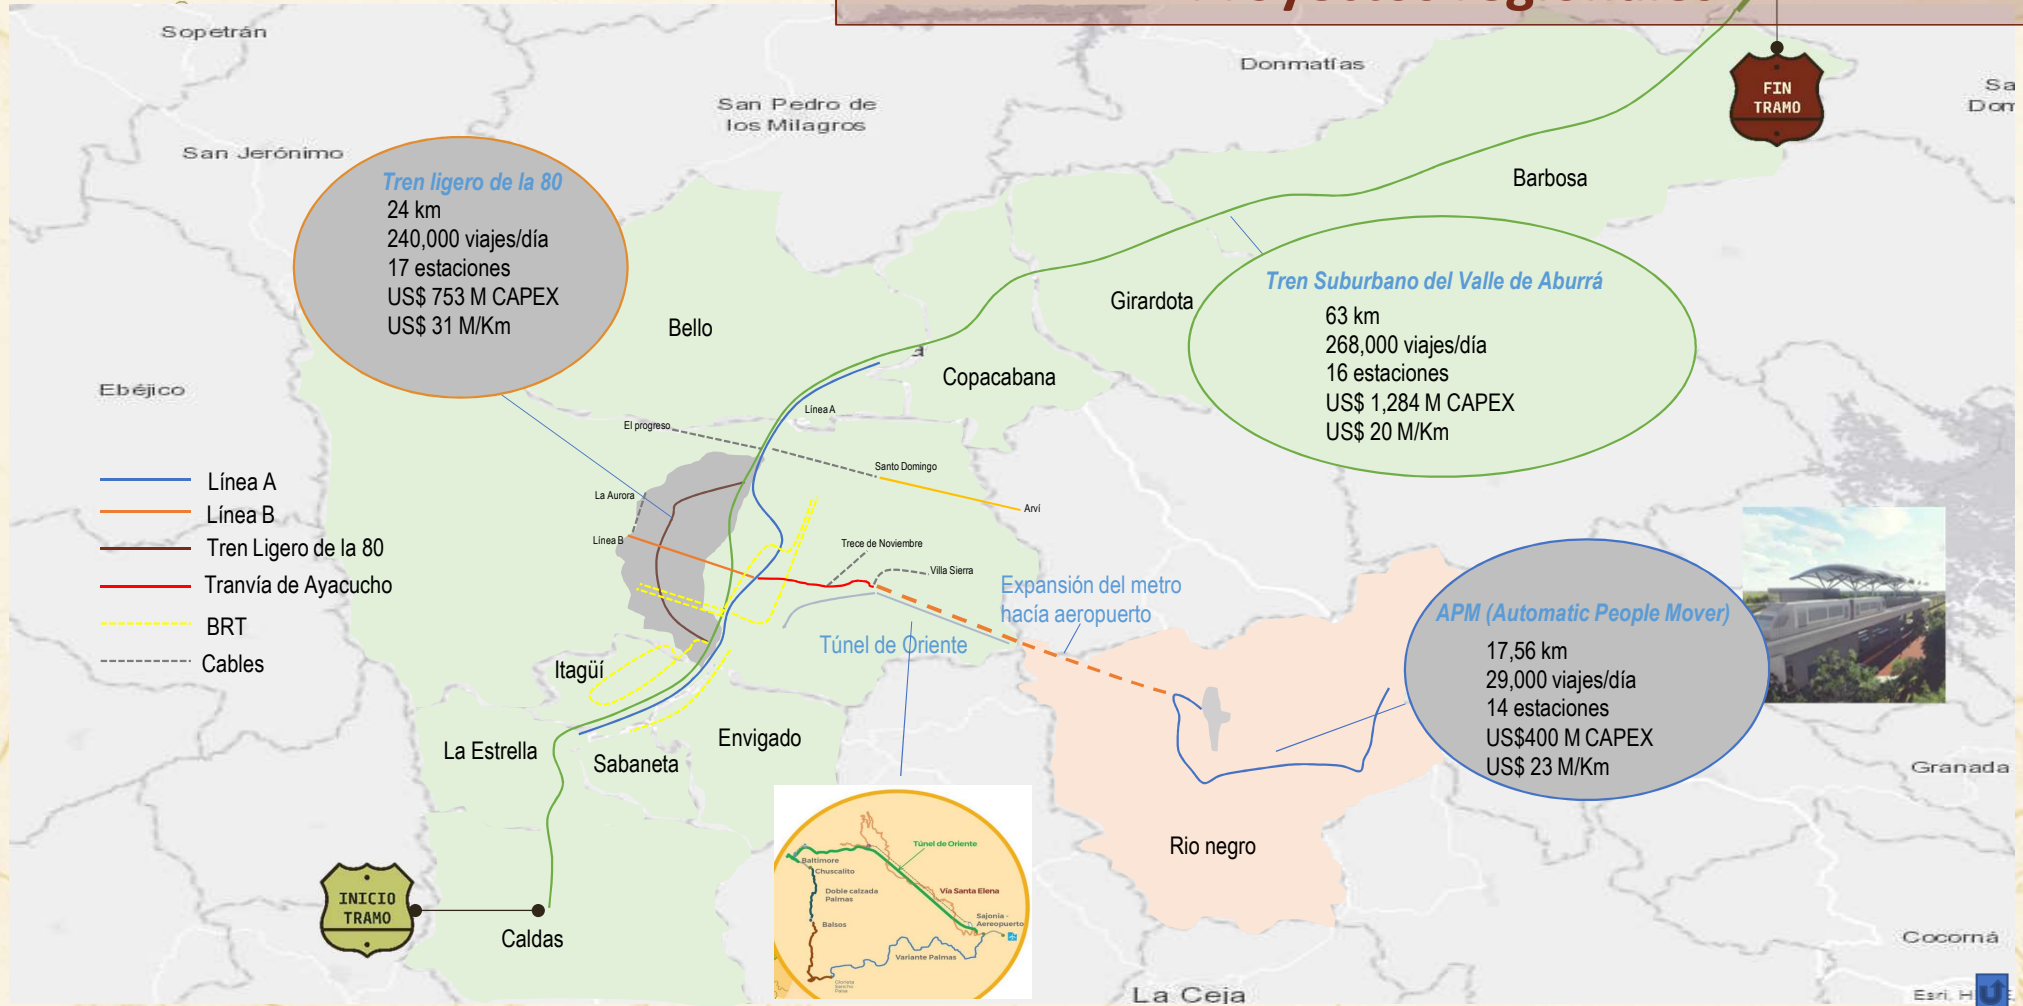 Proyectos regionales
Sopetrán
Donmatías
FIN
TRAMO
San Pedro de
los Milagros
San Jerónimo
Barbosa
Tren ligero de la 80
24 km
240,000 viajes/día
17 estaciones
US$ 753 M CAPEX
US$ 31 M/Km
Tren Suburbano del Valle de Aburrá
63 km
268,000 viajes/día
16 estaciones
US$ 1,284 M CAPEX
US$ 20 M/Km
Girardota
Bello
Copacabana
Ebéjico
Línea A
El progreso
Santo Domingo
La Aurora
Arví
Línea B
Trece de Noviembre
Villa Sierra
Línea A
Línea B
Tren Ligero de la 80
Tranvía de Ayacucho
BRT
Cables
Expansión del metro
hacía aeropuerto
Túnel de Oriente
APM (Automatic People Mover)
17,56 km
29,000 viajes/día
14 estaciones
US$400 M CAPEX
US$ 23 M/Km
Itagüí
La Estrella
Sabaneta
Envigado
Granada
Rio negro
Túnel de Oriente
Baltimore
Chuscalito
Doble calzada
Palmas
Vía Santa Elena
Balsos
Sajonia -
Aereopuerto
Variante Palmas
INICIO
TRAMO
Caldas
Cocorná
La Ceja
Esri, H